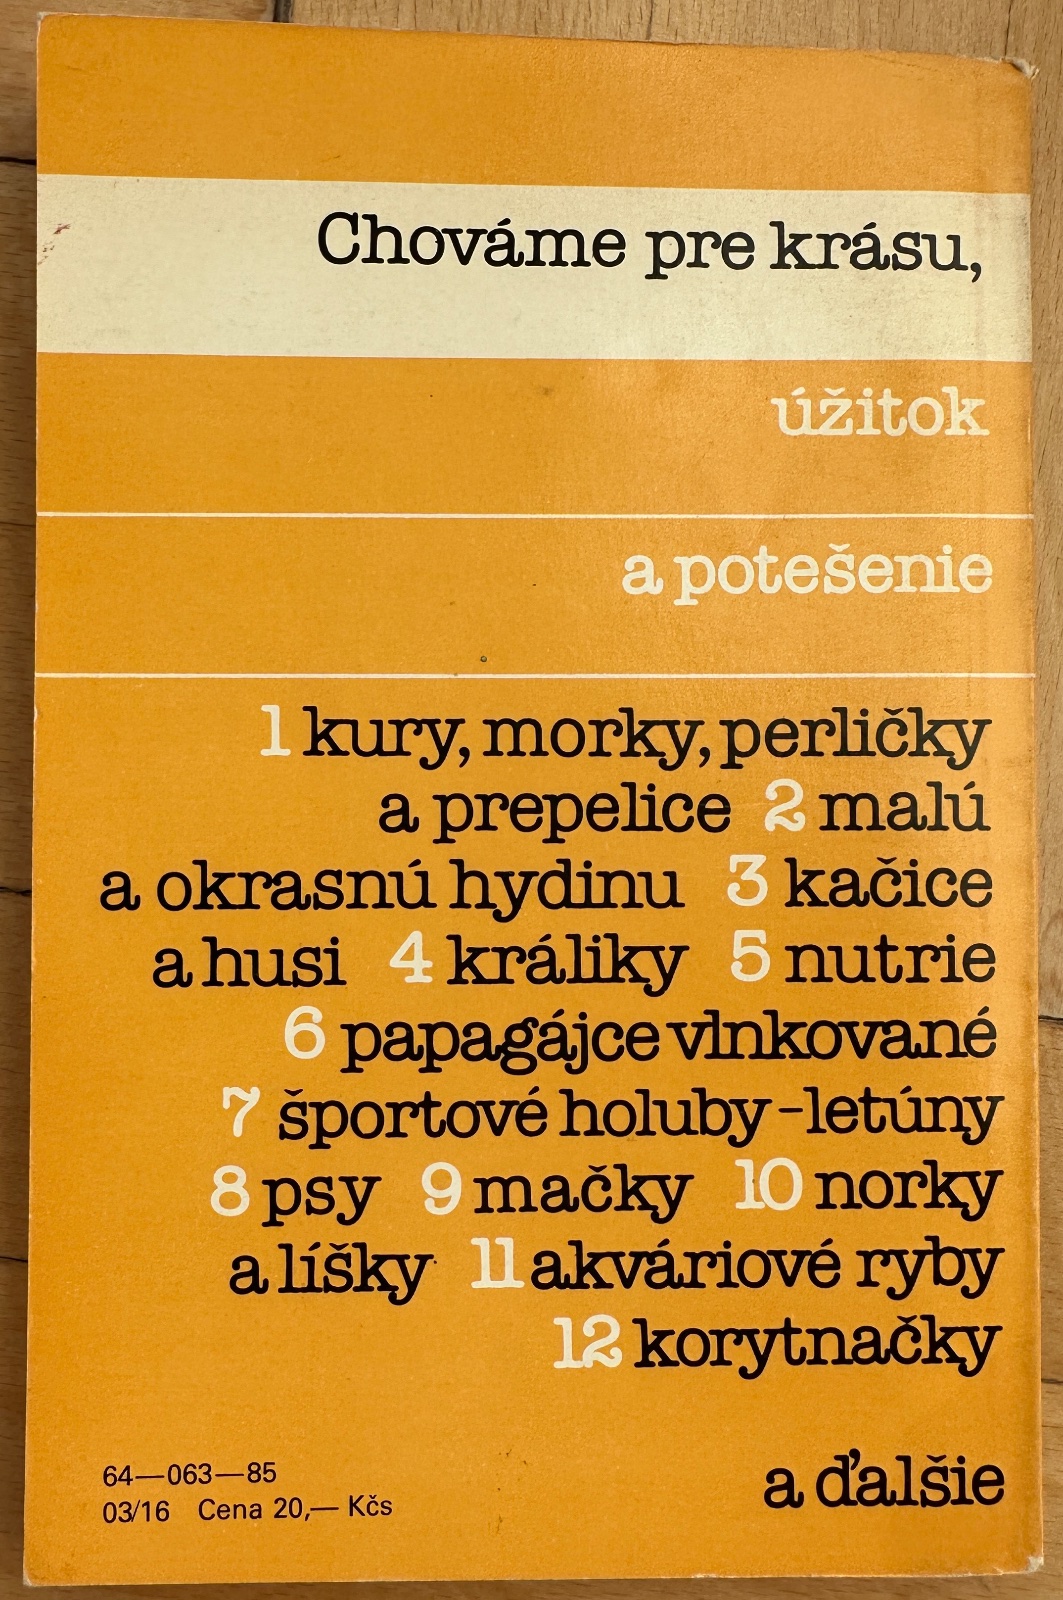 Chováme pre krásu,
úžitok
a potešenie
1 kury, morky, perličky
a prepelice 2 malú
a okrasnú hydinu 3 kačice
a husi 4 králiky 5 nutrie
6 papagájce vlnkované
7 športové holuby-letúny
8 psy 9 mačky 10 norky
a líšky 11 akváriové ryby
12 korytnačky
a ďalšie
64—063—85
03/16 Cena 20,— Kčs